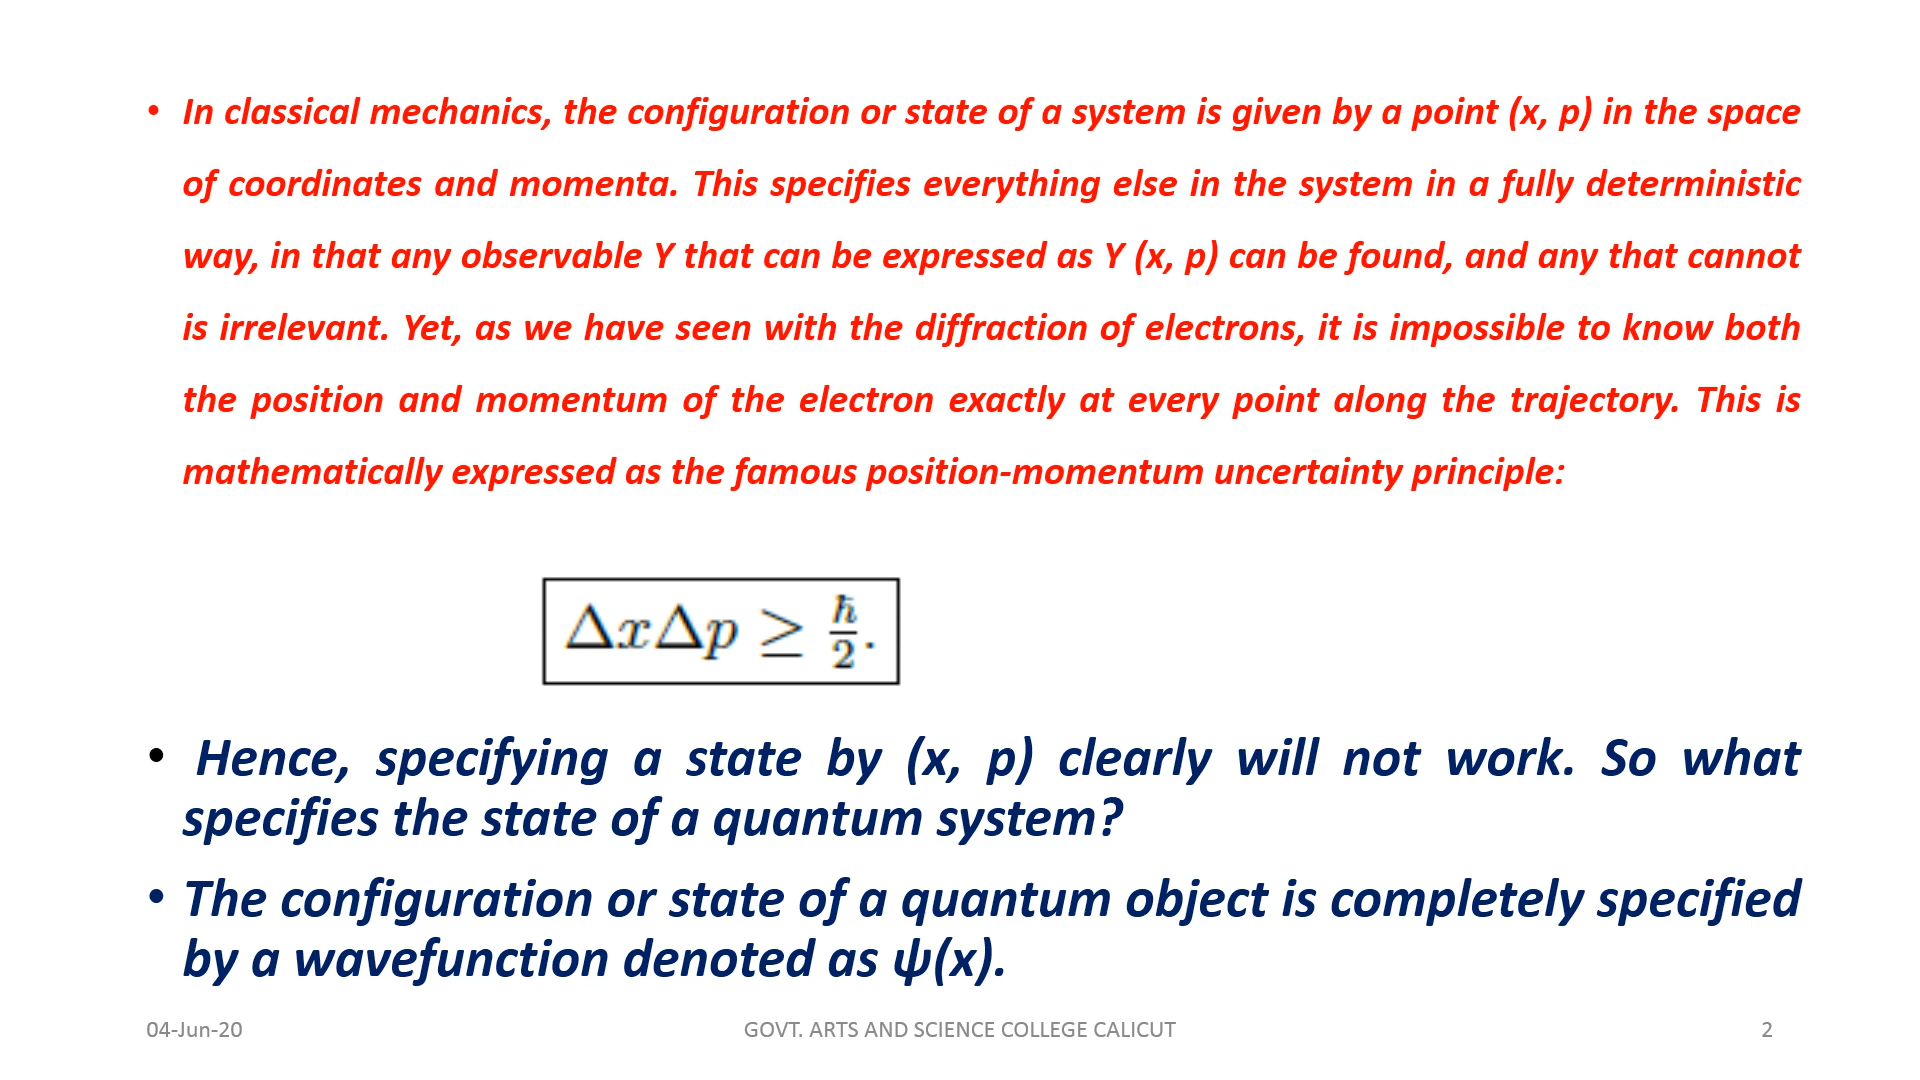 • In classical mechanics, the configuration or state of a system is given by a point (x, p) in the space
of coordinates and momenta. This specifies everything else in the system in a fully deterministic
way, in that any observable Y that can be expressed as Y (x, p) can be found, and any that cannot
is irrelevant. Yet, as we have seen with the diffraction of electrons, it is impossible to know both
the position and momentum of the electron exactly at every point along the trajectory. This is
mathematically expressed as the famous position-momentum uncertainty principle:
ΔxΔp ≥ ħ/2.
• Hence, specifying a state by (x, p) clearly will not work. So what
specifies the state of a quantum system?
• The configuration or state of a quantum object is completely specified
by a wavefunction denoted as ψ(x).
04-Jun-20 GOVT. ARTS AND SCIENCE COLLEGE CALICUT 2